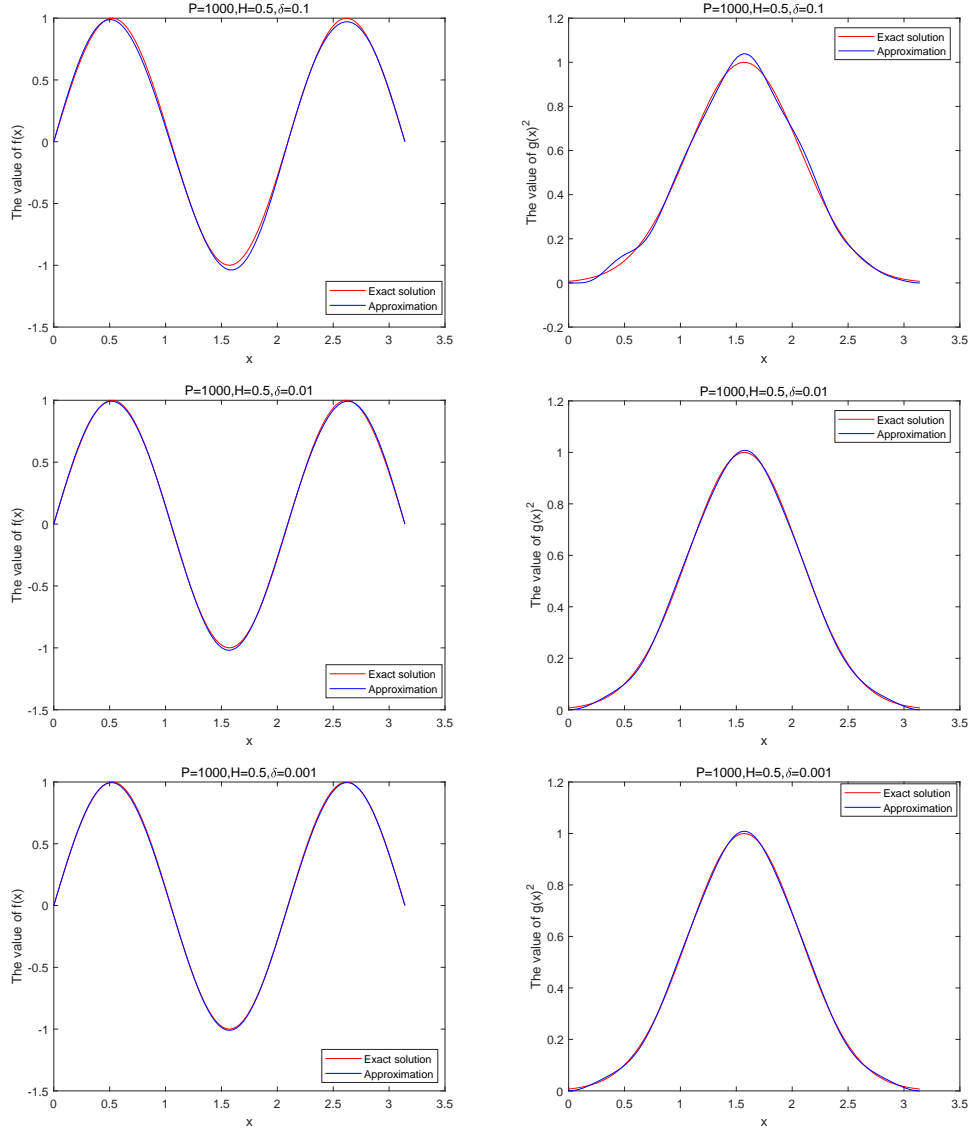 P=1000,H=0.5,δ=0.1
1
0.5
0
-0.5
-1
-1.5
The value of f(x)
Exact solution
Approximation
0 0.5 1 1.5 2 2.5 3 3.5
x
P=1000,H=0.5,δ=0.1
1.2
1
0.8
0.6
0.4
0.2
0
-0.2
The value of g(x)²
Exact solution
Approximation
0 0.5 1 1.5 2 2.5 3 3.5
x
P=1000,H=0.5,δ=0.01
1
0.5
0
-0.5
-1
-1.5
The value of f(x)
Exact solution
Approximation
0 0.5 1 1.5 2 2.5 3 3.5
x
P=1000,H=0.5,δ=0.01
1.2
1
0.8
0.6
0.4
0.2
0
The value of g(x)²
Exact solution
Approximation
0 0.5 1 1.5 2 2.5 3 3.5
x
P=1000,H=0.5,δ=0.001
1
0.5
0
-0.5
-1
-1.5
The value of f(x)
Exact solution
Approximation
0 0.5 1 1.5 2 2.5 3 3.5
x
P=1000,H=0.5,δ=0.001
1.2
1
0.8
0.6
0.4
0.2
0
The value of g(x)²
Exact solution
Approximation
0 0.5 1 1.5 2 2.5 3 3.5
x